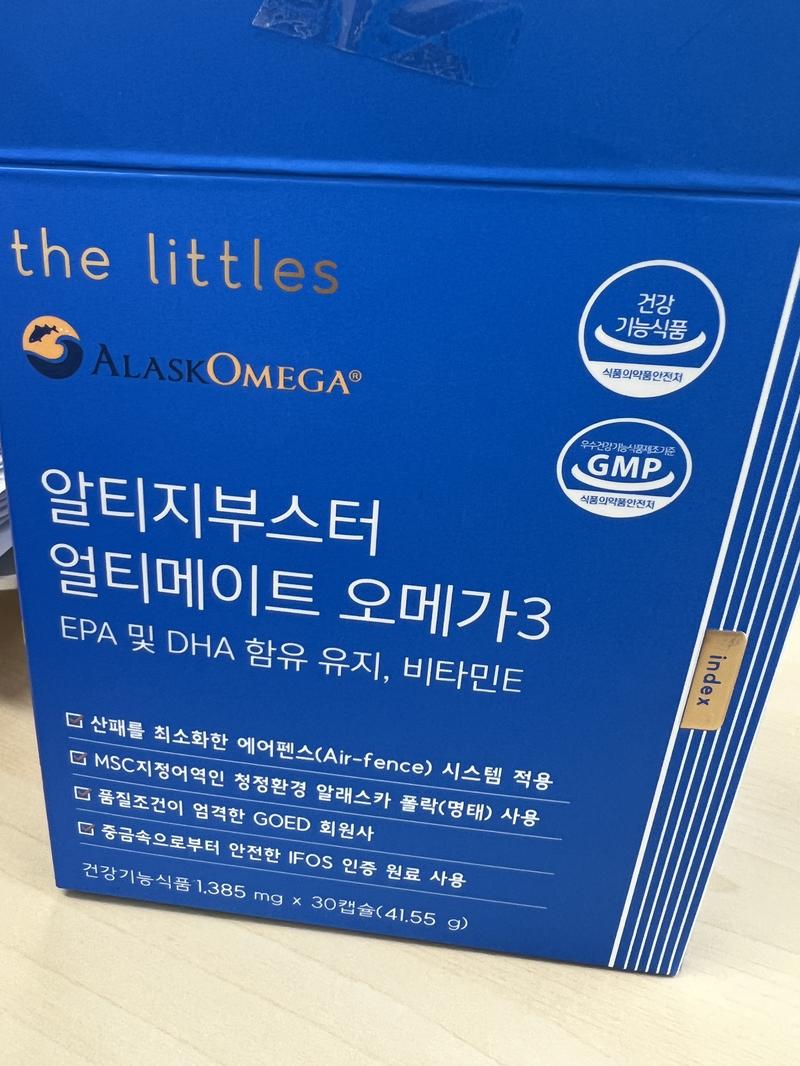 the littles
ALASKOMEGA®
건강
기능식품
식품의약품안전처
우수건강기능식품제조기준
GMP
식품의약품안전처
알티지부스터
얼티메이트 오메가3
EPA 및 DHA 함유 유지, 비타민E
산패를 최소화한 에어펜스(Air-fence) 시스템 적용
MSC지정어역인 청정환경 알래스카 폴락(명태) 사용
품질조건이 엄격한 GOED 회원사
중금속으로부터 안전한 IFOS 인증 원료 사용
건강기능식품 1,385 mg x 30캡슐(41.55 g)
index